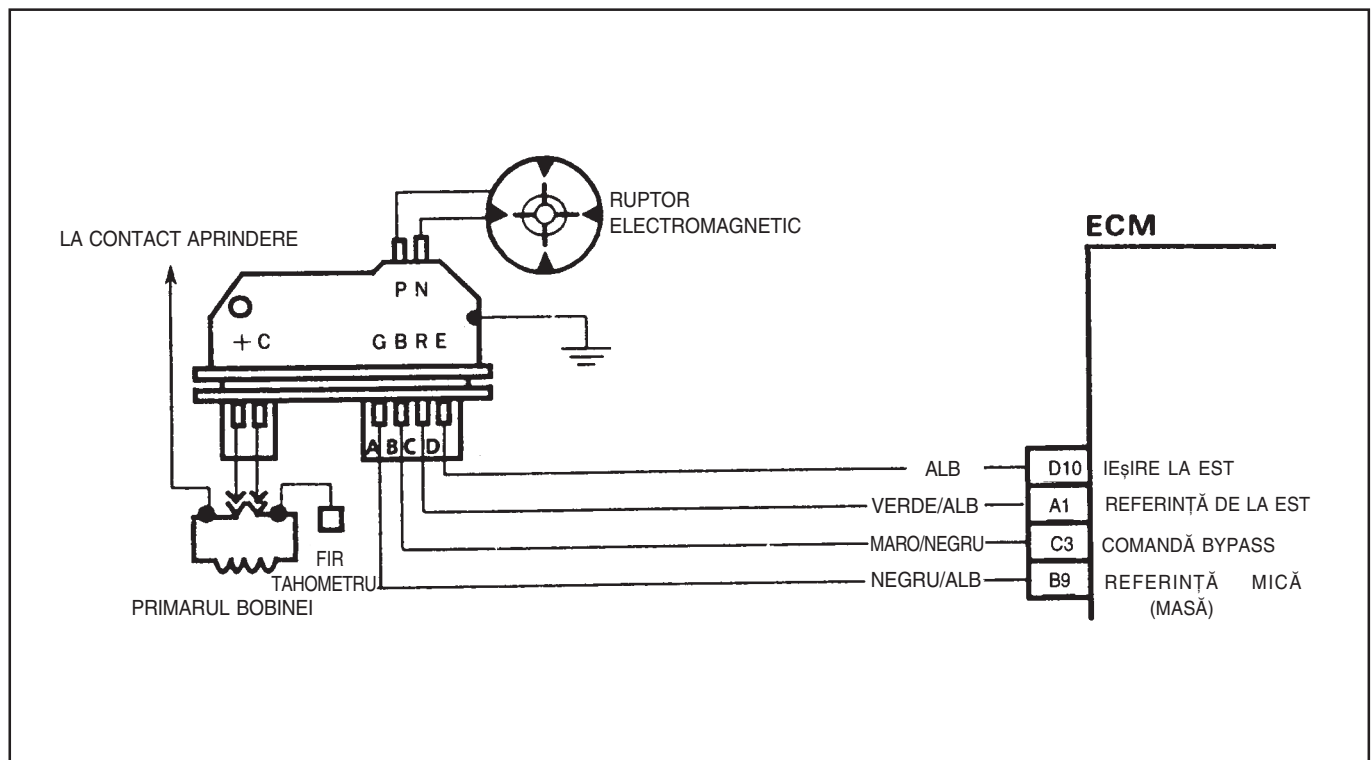 RUPTOR
ELECTROMAGNETIC
LA CONTACT APRINDERE
ECM
P N
+ C
G B R E
A B C D
ALB
D10
IEșIRE LA EST
VERDE/ALB
A1
REFERINȚĂ DE LA EST
MARO/NEGRU
C3
COMANDĂ BYPASS
NEGRU/ALB
B9
REFERINȚĂ MICĂ
(MASĂ)
FIR
TAHOMETRU
PRIMARUL BOBINEI